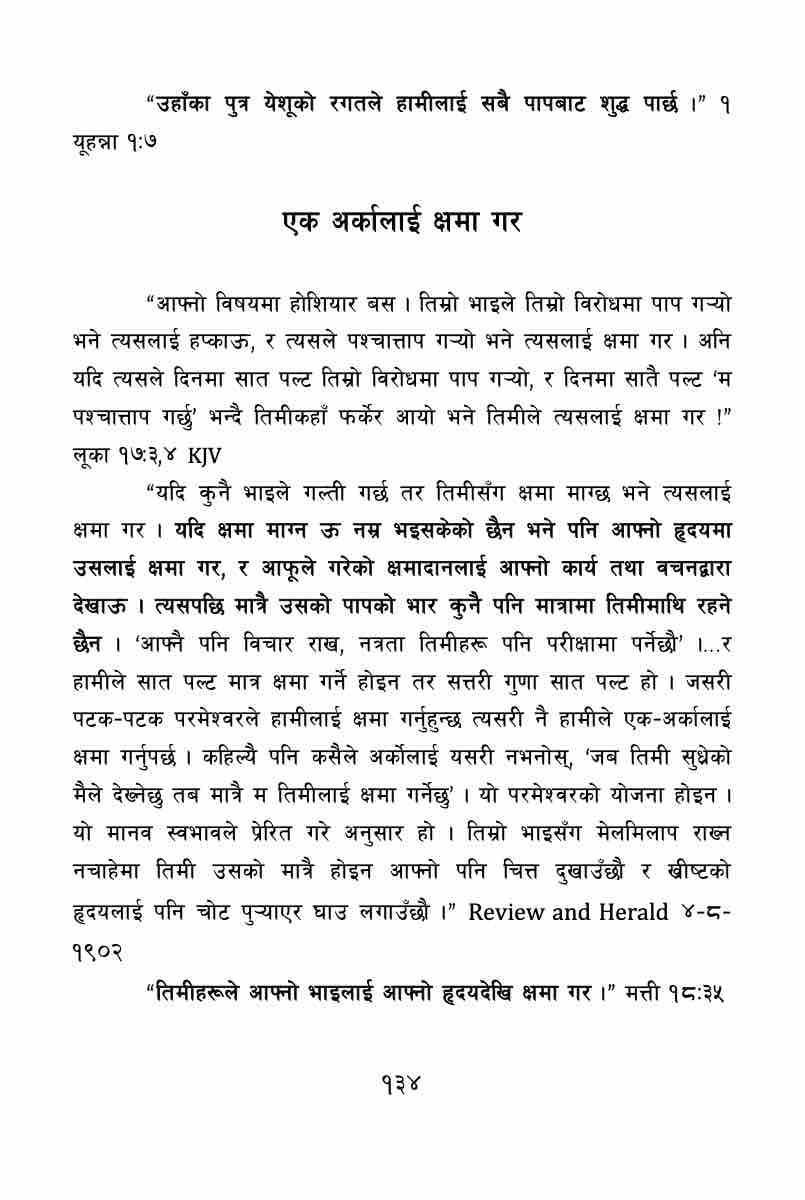 “उहाँका पुत्र येशूको रगतले हामीलाई सबै पापबाट शुद्ध पार्छ ।” १
यूहन्ना १:७
एक अर्कालाई क्षमा गर
“आफ्नो विषयमा होशियार बस । तिम्रो भाइले तिम्रो विरोधमा पाप गर्‍यो
भने त्यसलाई हप्काऊ, र त्यसले पश्चात्ताप गर्‍यो भने त्यसलाई क्षमा गर । अनि
यदि त्यसले दिनमा सात पल्ट तिम्रो विरोधमा पाप गर्‍यो, र दिनमा सातै पल्ट ‘म
पश्चात्ताप गर्छु’ भन्दै तिमीकहाँ फर्केर आयो भने तिमीले त्यसलाई क्षमा गर !”
लूका १७:३,४ KJV
“यदि कुनै भाइले गल्ती गर्छ तर तिमीसँग क्षमा माग्छ भने त्यसलाई
क्षमा गर । यदि क्षमा माग्न ऊ नम्र भइसकेको छैन भने पनि आफ्नो हृदयमा
उसलाई क्षमा गर, र आफूले गरेको क्षमादानलाई आफ्नो कार्य तथा वचनद्वारा
देखाऊ । त्यसपछि मात्रै उसको पापको भार कुनै पनि मात्रामा तिमीमाथि रहने
छैन । ‘आफ्नै पनि विचार राख, नत्रता तिमीहरू पनि परीक्षामा पर्नेछौ’ ।...र
हामीले सात पल्ट मात्र क्षमा गर्ने होइन तर सत्तरी गुणा सात पल्ट हो । जसरी
पटक-पटक परमेश्वरले हामीलाई क्षमा गर्नुहुन्छ त्यसरी नै हामीले एक-अर्कालाई
क्षमा गर्नुपर्छ । कहिल्यै पनि कसैले अर्कोलाई यसरी नभनोस्, ‘जब तिमी सुध्रेको
मैले देख्नेछु तब मात्रै म तिमीलाई क्षमा गर्नेछु’ । यो परमेश्वरको योजना होइन ।
यो मानव स्वभावले प्रेरित गरे अनुसार हो । तिम्रो भाइसँग मेलमिलाप राख्न
नचाहेमा तिमी उसको मात्रै होइन आफ्नो पनि चित्त दुखाउँछौ र ख्रीष्टको
हृदयलाई पनि चोट पुर्‍याएर घाउ लगाउँछौ ।” Review and Herald ४-८-
१९०२
“तिमीहरूले आफ्नो भाइलाई आफ्नो हृदयदेखि क्षमा गर ।” मत्ती १८:३५
१३४